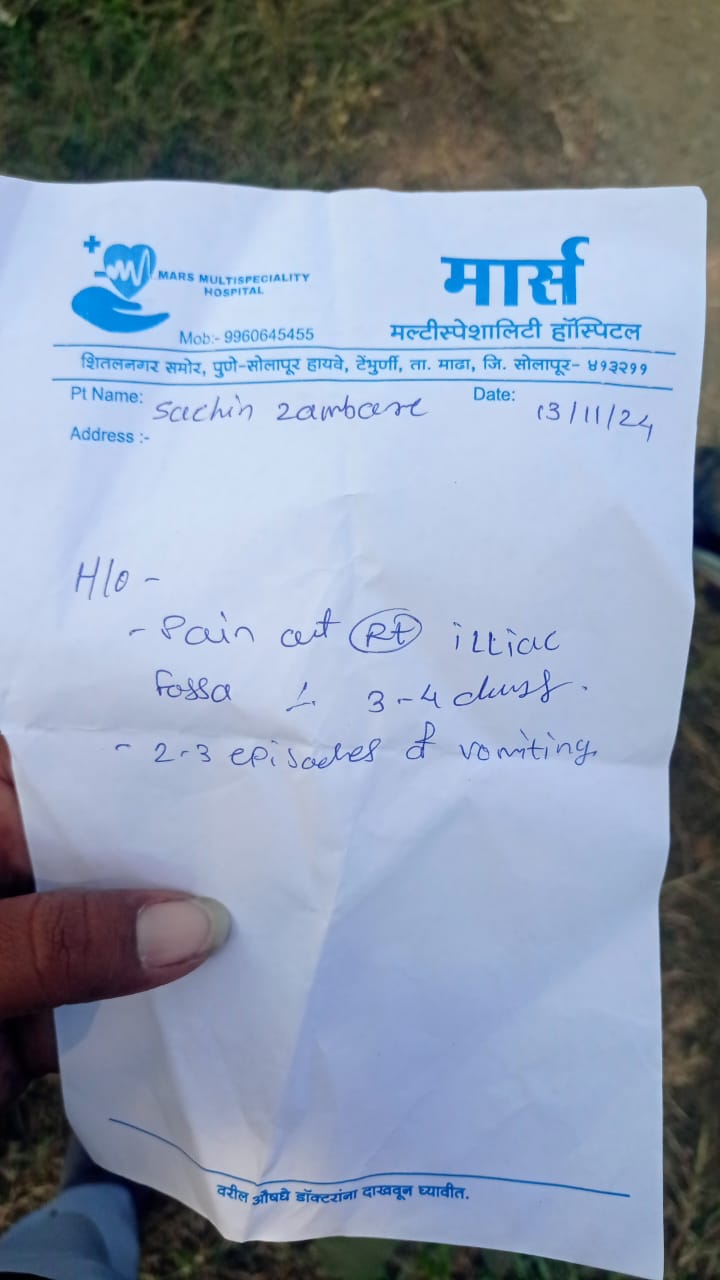 MARS MULTISPECIALITY
HOSPITAL
Mob:- 9960645455
मार्स
मल्टीस्पेशालिटी हॉस्पिटल
शितलनगर समोर, पुणे-सोलापूर हायवे, टेंभुर्णी, ता. माढा, जि. सोलापूर- ४१३२११
Pt Name: Sachin Zambare Date: 13/11/24
Address :-
H/O -
- Pain at Rt illiac
fossa 3-4 days.
- 2-3 episodes of vomiting.
वरील औषधे डॉक्टरांना दाखवून घ्यावीत.